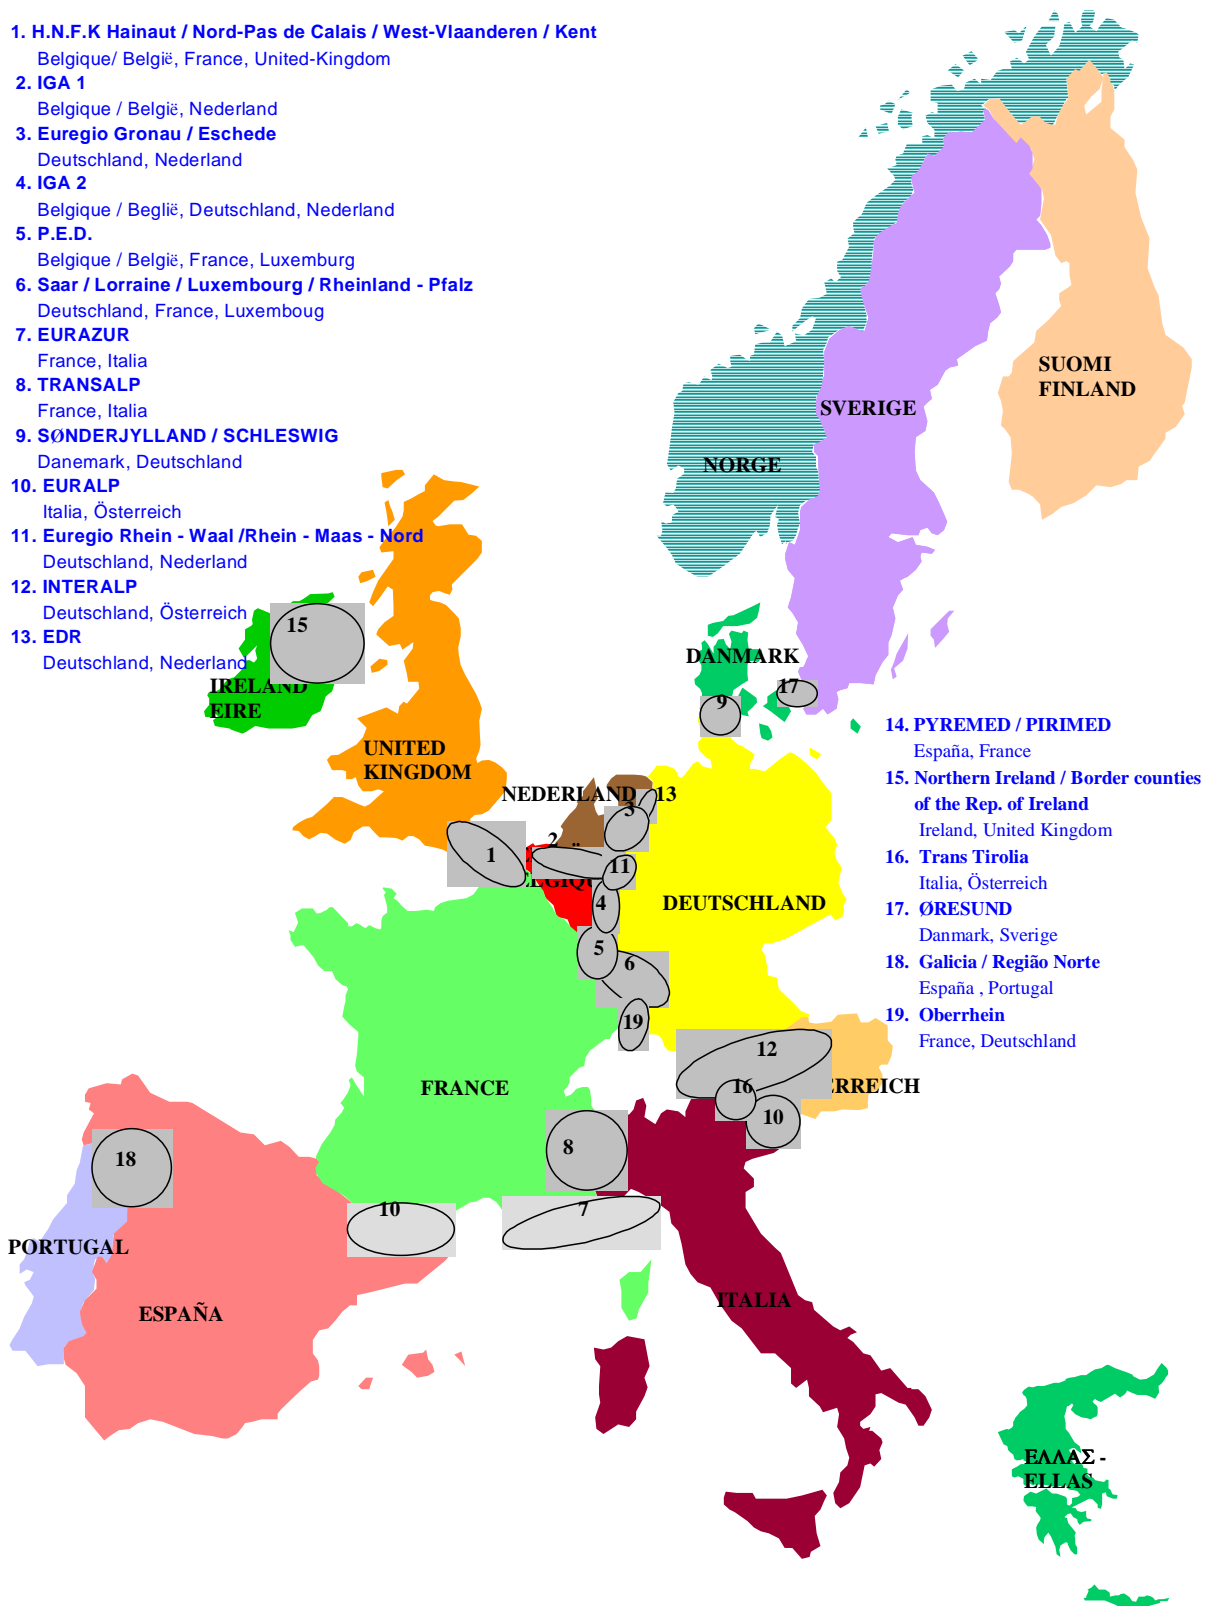 1. H.N.F.K Hainaut / Nord-Pas de Calais / West-Vlaanderen / Kent
Belgique/ België, France, United-Kingdom
2. IGA 1
Belgique / België, Nederland
3. Euregio Gronau / Eschede
Deutschland, Nederland
4. IGA 2
Belgique / Beglië, Deutschland, Nederland
5. P.E.D.
Belgique / België, France, Luxemburg
6. Saar / Lorraine / Luxembourg / Rheinland - Pfalz
Deutschland, France, Luxemboug
7. EURAZUR
France, Italia
8. TRANSALP
France, Italia
9. SØNDERJYLLAND / SCHLESWIG
Danemark, Deutschland
10. EURALP
Italia, Österreich
11. Euregio Rhein - Waal /Rhein - Maas - Nord
Deutschland, Nederland
12. INTERALP
Deutschland, Österreich
13. EDR
Deutschland, Nederland
SUOMI
FINLAND
SVERIGE
NORGE
15
IRELAND
EIRE
DANMARK
17
9
UNITED
KINGDOM
NEDERLAND
13
3
2
1
11
DEUTSCHLAND
4
5
6
19
12
FRANCE
16
ERREICH
10
8
18
10
7
PORTUGAL
ESPAÑA
ITALIA
ΕΛΛΑΣ -
ELLAS
14. PYREMED / PIRIMED
España, France
15. Northern Ireland / Border counties
of the Rep. of Ireland
Ireland, United Kingdom
16. Trans Tirolia
Italia, Österreich
17. ØRESUND
Danmark, Sverige
18. Galicia / Região Norte
España , Portugal
19. Oberrhein
France, Deutschland